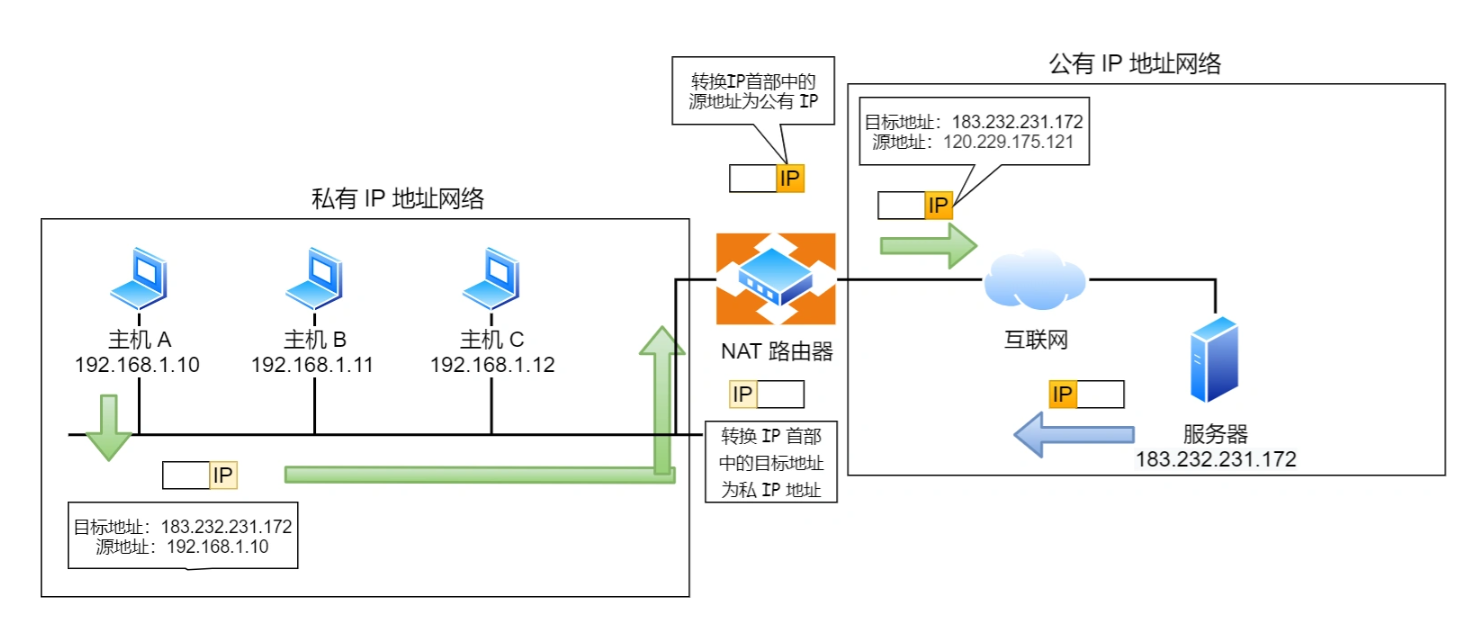 公有 IP 地址网络
转换IP首部中的
源地址为公有 IP
目标地址：183.232.231.172
源地址：120.229.175.121
IP
IP
私有 IP 地址网络
主机 A
192.168.1.10
主机 B
192.168.1.11
主机 C
192.168.1.12
NAT 路由器
互联网
IP
IP
服务器
183.232.231.172
转换 IP 首部
中的目标地址
为私 IP 地址
IP
目标地址：183.232.231.172
源地址：192.168.1.10